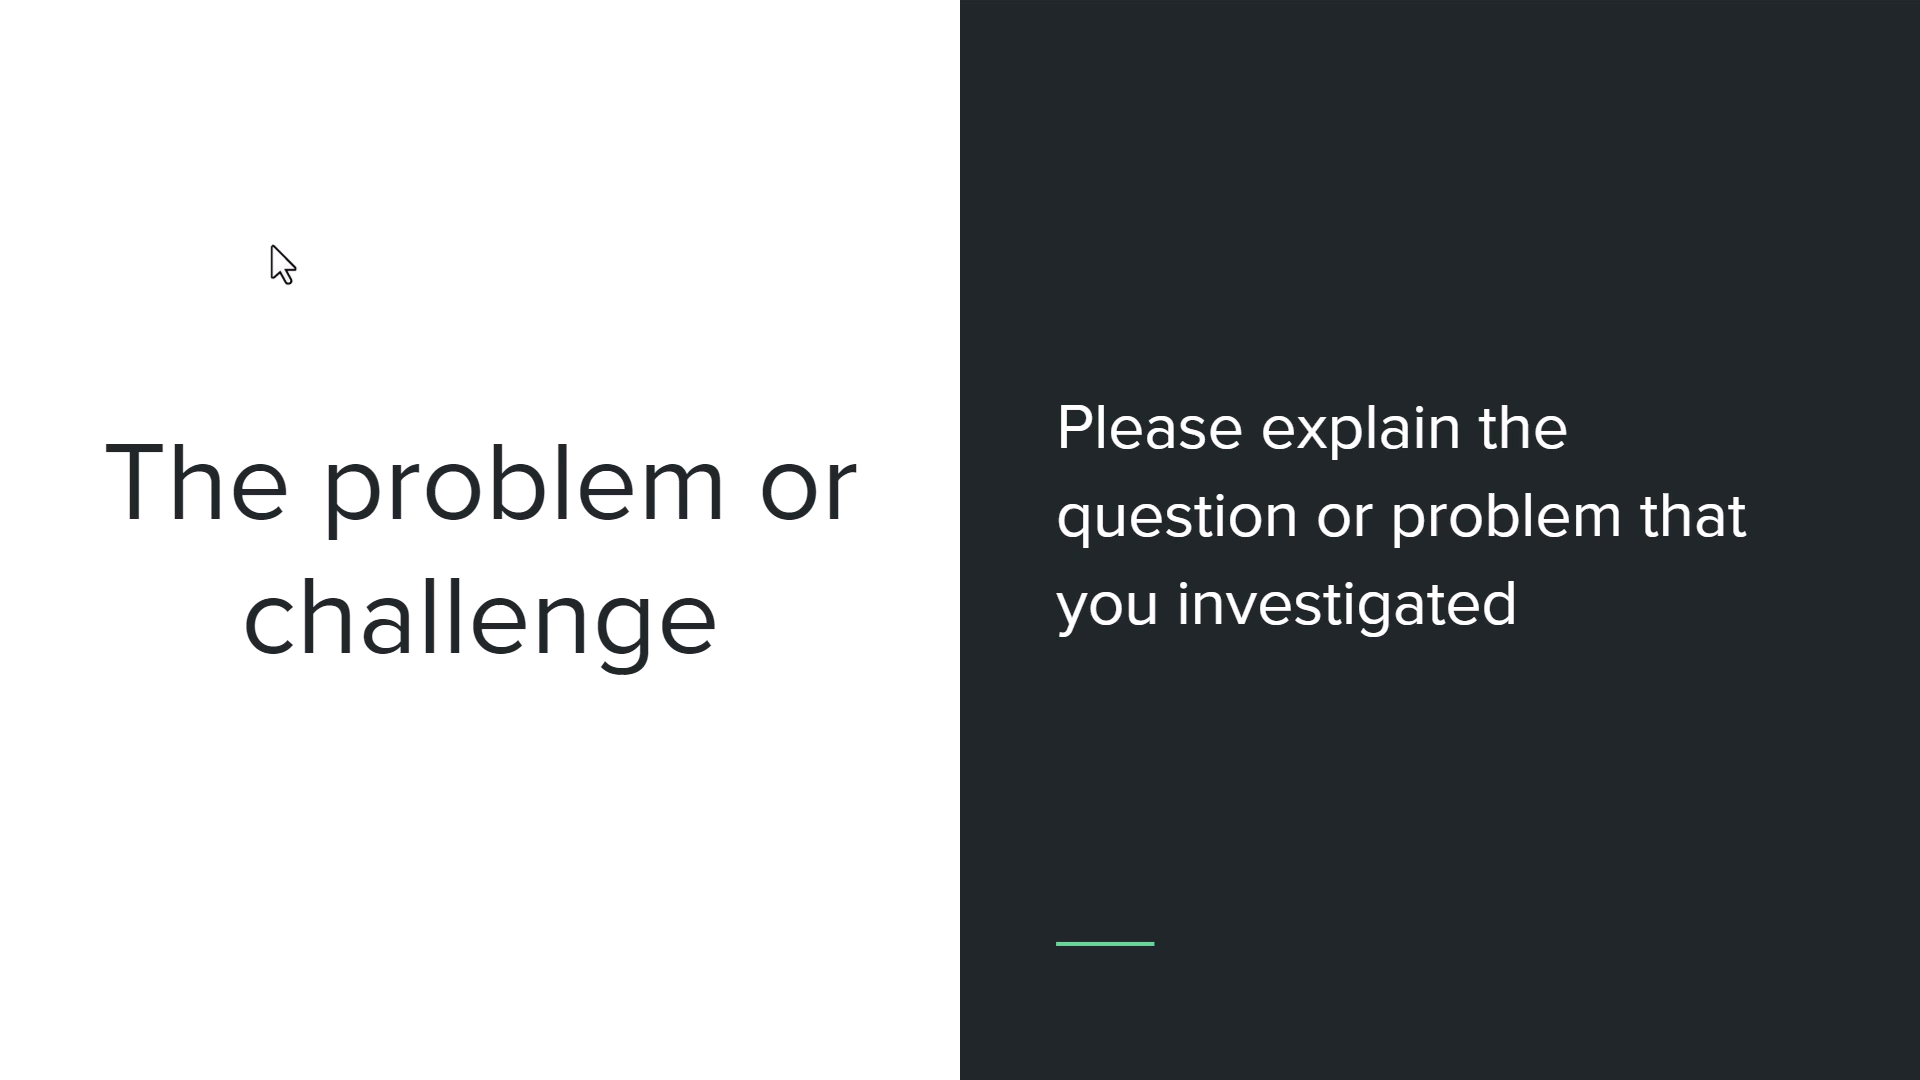 The problem or
challenge
Please explain the
question or problem that
you investigated